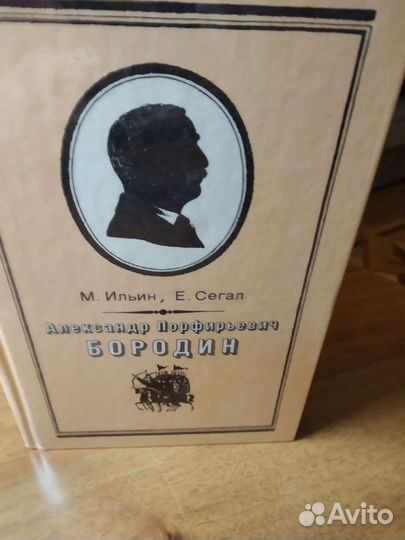 М. Ильин, Е. Сегал
Александр Порфирьевич
БОРОДИН
Avito